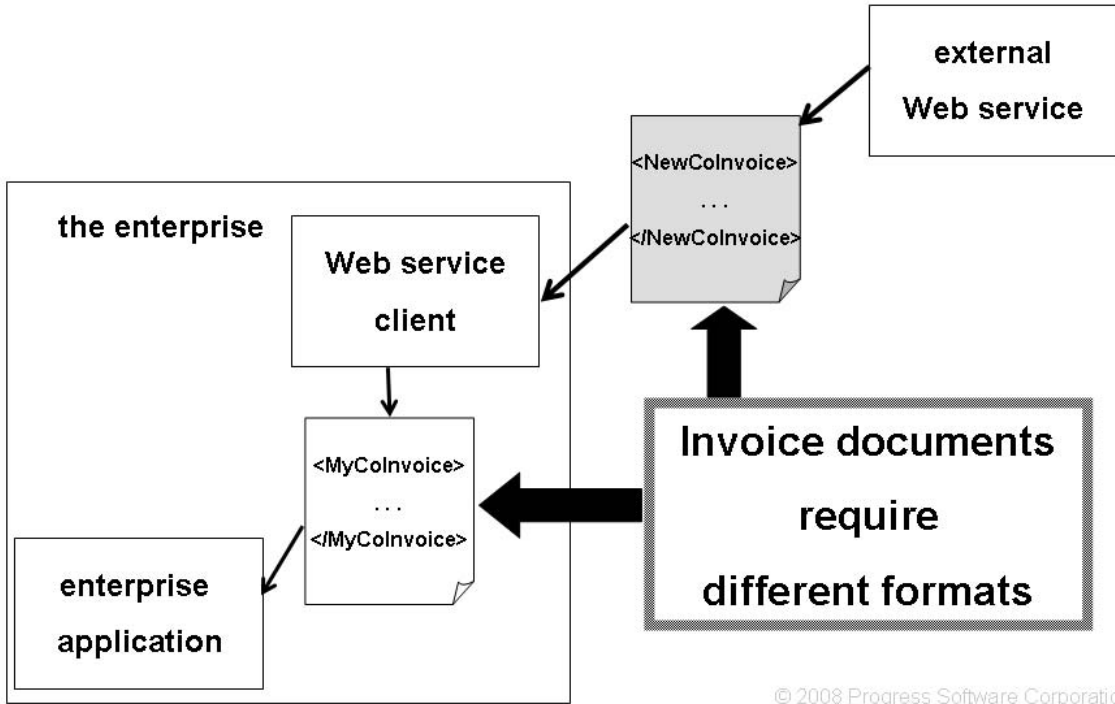 external
Web service
<NewCoInvoice>
. . .
</NewCoInvoice>
the enterprise
Web service
client
<MyCoInvoice>
. . .
</MyCoInvoice>
enterprise
application
Invoice documents
require
different formats
© 2008 Progress Software Corporatio